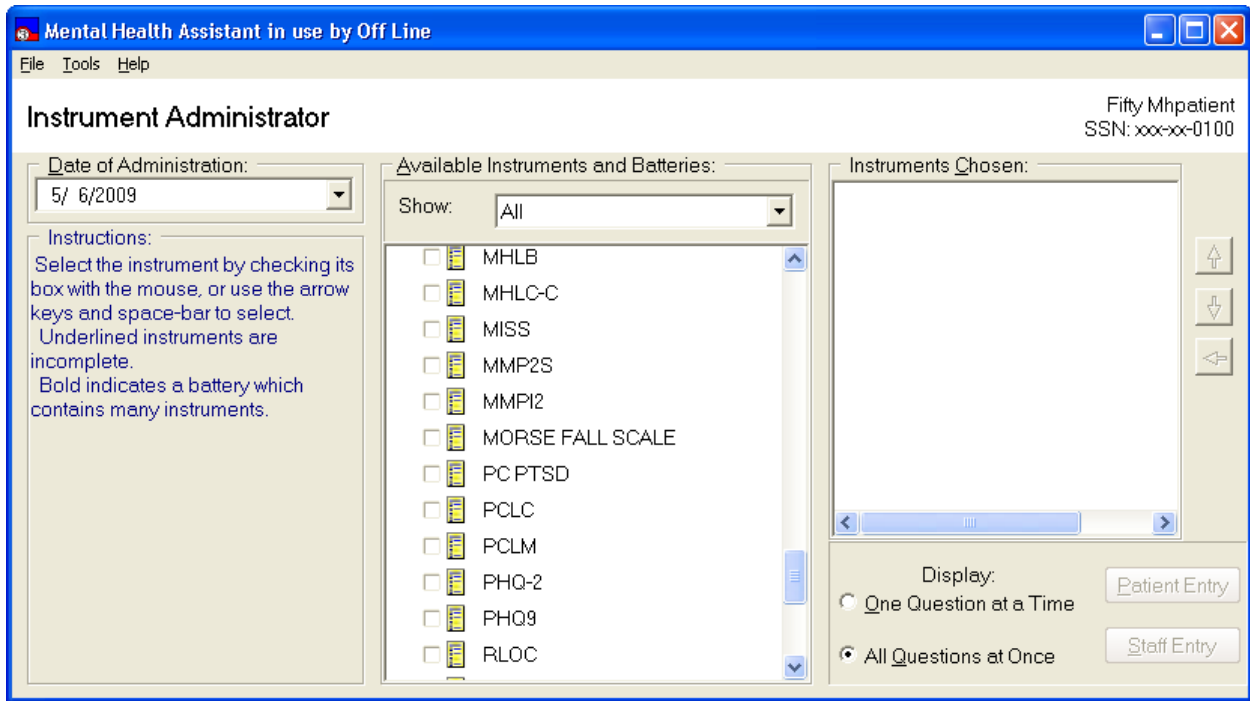 Mental Health Assistant in use by Off Line
File Tools Help
Instrument Administrator
Fifty Mhpatient
SSN: xxx-xx-0100
Date of Administration:
5/ 6/2009
Instructions:
Select the instrument by checking its
box with the mouse, or use the arrow
keys and space-bar to select.
Underlined instruments are
incomplete.
Bold indicates a battery which
contains many instruments.
Available Instruments and Batteries:
Show: All
MHLB
MHLC-C
MISS
MMP2S
MMPI2
MORSE FALL SCALE
PC PTSD
PCLC
PCLM
PHQ-2
PHQ9
RLOC
Instruments Chosen:
Display:
One Question at a Time
All Questions at Once
Patient Entry
Staff Entry